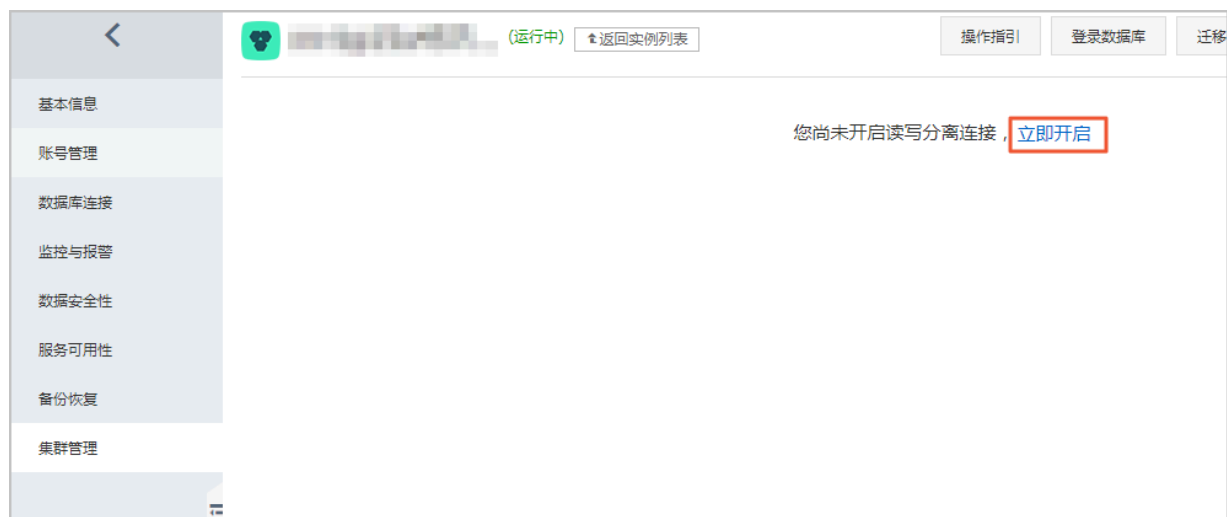 (运行中) 返回实例列表 操作指引 登录数据库 迁移
基本信息
您尚未开启读写分离连接，立即开启
账号管理
数据库连接
监控与报警
数据安全性
服务可用性
备份恢复
集群管理